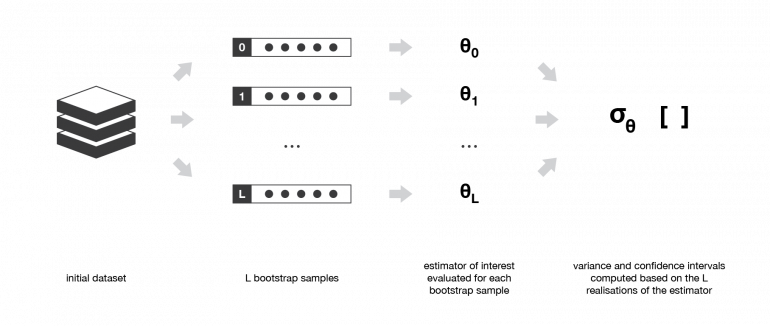 0
θ0
1
θ1
σθ [ ]
... ...
L
θL
initial dataset
L bootstrap samples
estimator of interest
evaluated for each
bootstrap sample
variance and confidence intervals
computed based on the L
realisations of the estimator